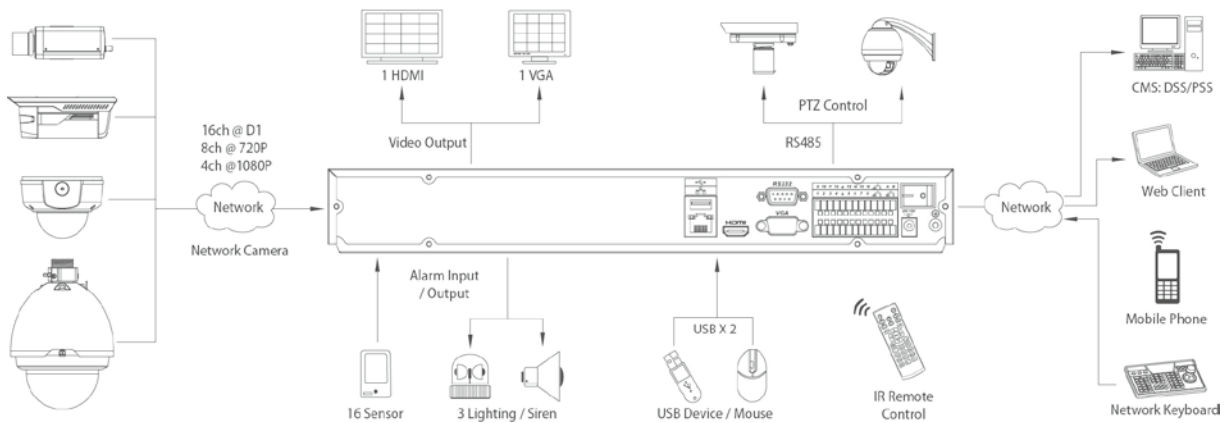 1 HDMI
1 VGA
CMS: DSS/PSS
Video Output
PTZ Control
RS485
16ch @ D1
8ch @ 720P
4ch @1080P
Network
Network Camera
RS232
HDMI
VGA
Network
Web Client
Alarm Input
/ Output
USB X 2
Mobile Phone
16 Sensor
3 Lighting / Siren
USB Device / Mouse
IR Remote
Control
Network Keyboard